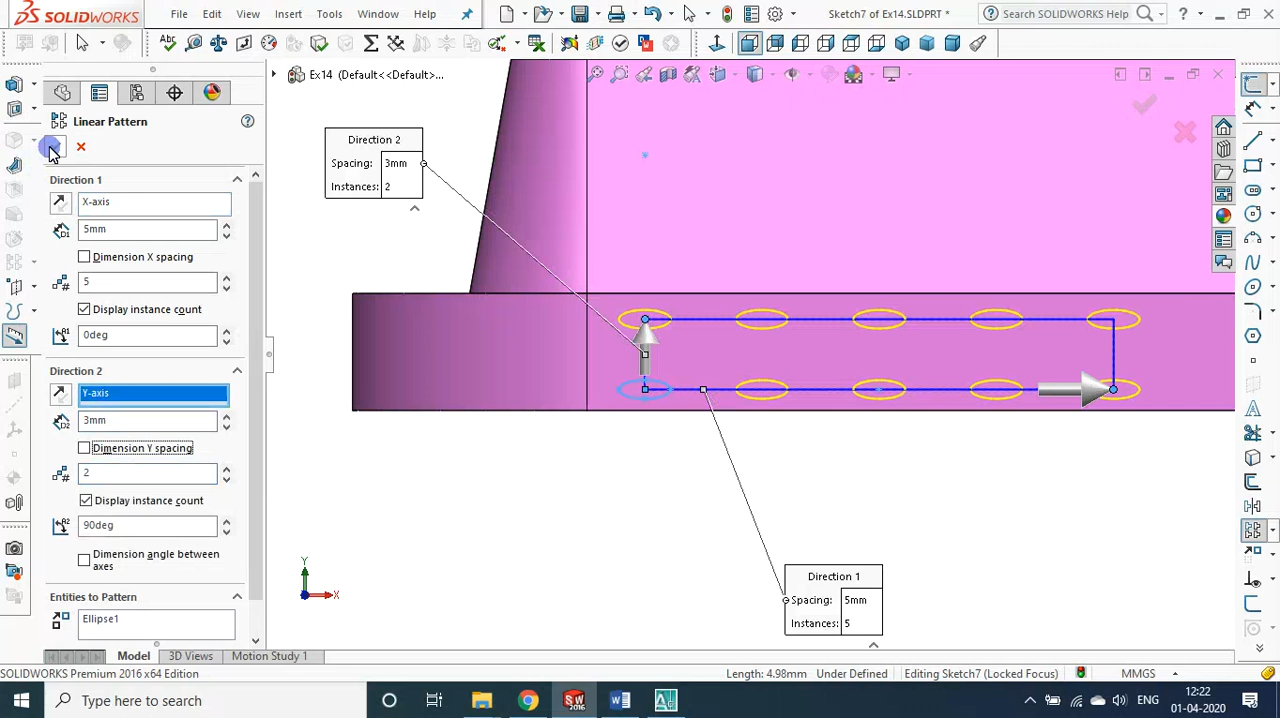 SOLIDWORKS
File Edit View Insert Tools Window Help
Sketch7 of Ex14.SLDPRT *
Search SOLIDWORKS Help
Ex14 (Default<<Default>...
Linear Pattern
Direction 1
X-axis
5mm
Dimension X spacing
5
Display instance count
0deg
Direction 2
Y-axis
3mm
Dimension Y spacing
2
Display instance count
90deg
Dimension angle between
axes
Entities to Pattern
Ellipse1
Direction 2
Spacing: 3mm
Instances: 2
Direction 1
Spacing: 5mm
Instances: 5
Y
X
Model 3D Views Motion Study 1
SOLIDWORKS Premium 2016 x64 Edition
Length: 4.98mm Under Defined Editing Sketch7 (Locked Focus) MMGS
Type here to search
ENG
12:22
01-04-2020